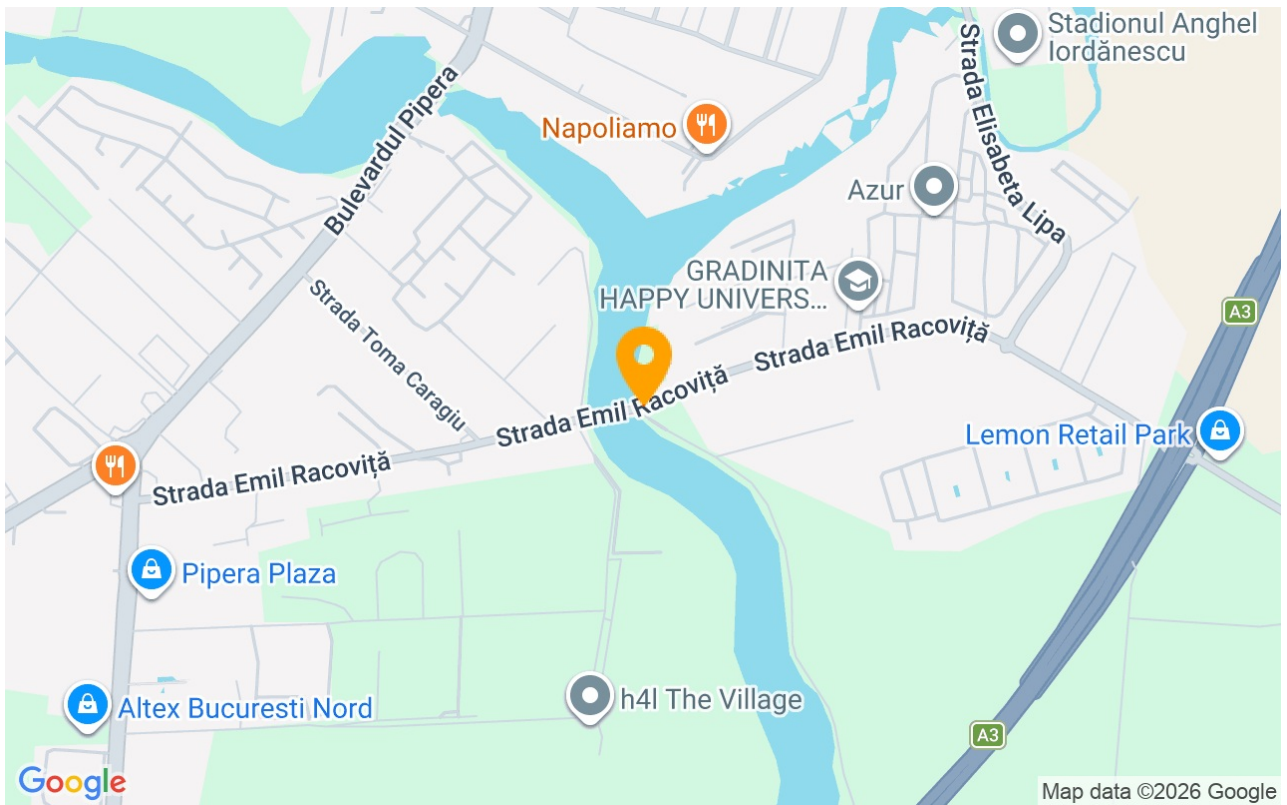 Stadionul Anghel
Iordănescu
Strada Elisabeta Lipa
Bulevardul Pipera
Napoliamo
Azur
GRADINITA
HAPPY UNIVERS...
A3
Strada Toma Caragiu
Strada Emil Racoviță
Strada Emil Racoviță
Strada Emil Racoviță
Lemon Retail Park
Pipera Plaza
h4l The Village
Altex Bucuresti Nord
A3
Google
Map data ©2026 Google